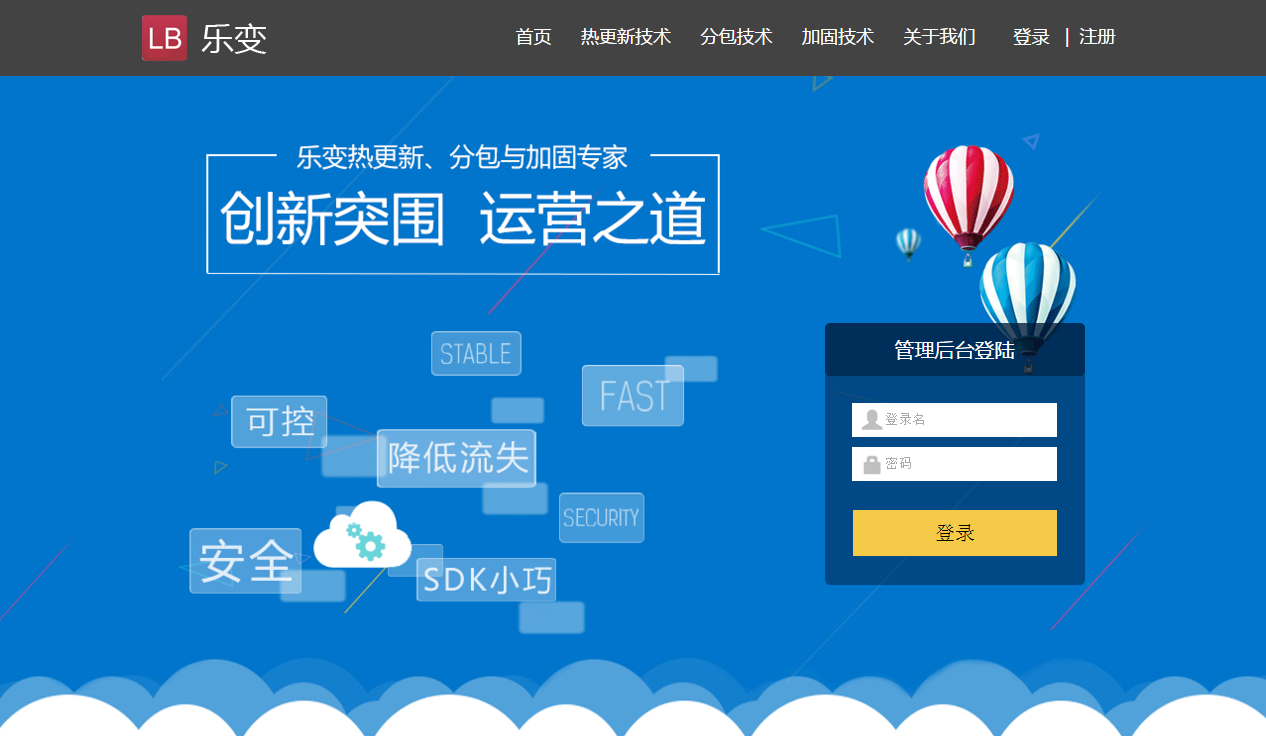 LB 乐变
首页 热更新技术 分包技术 加固技术 关于我们 登录 | 注册
乐变热更新、分包与加固专家
创新突围 运营之道
STABLE
FAST
可控
降低流失
SECURITY
安全
SDK小巧
管理后台登陆
登录名
密码
登录